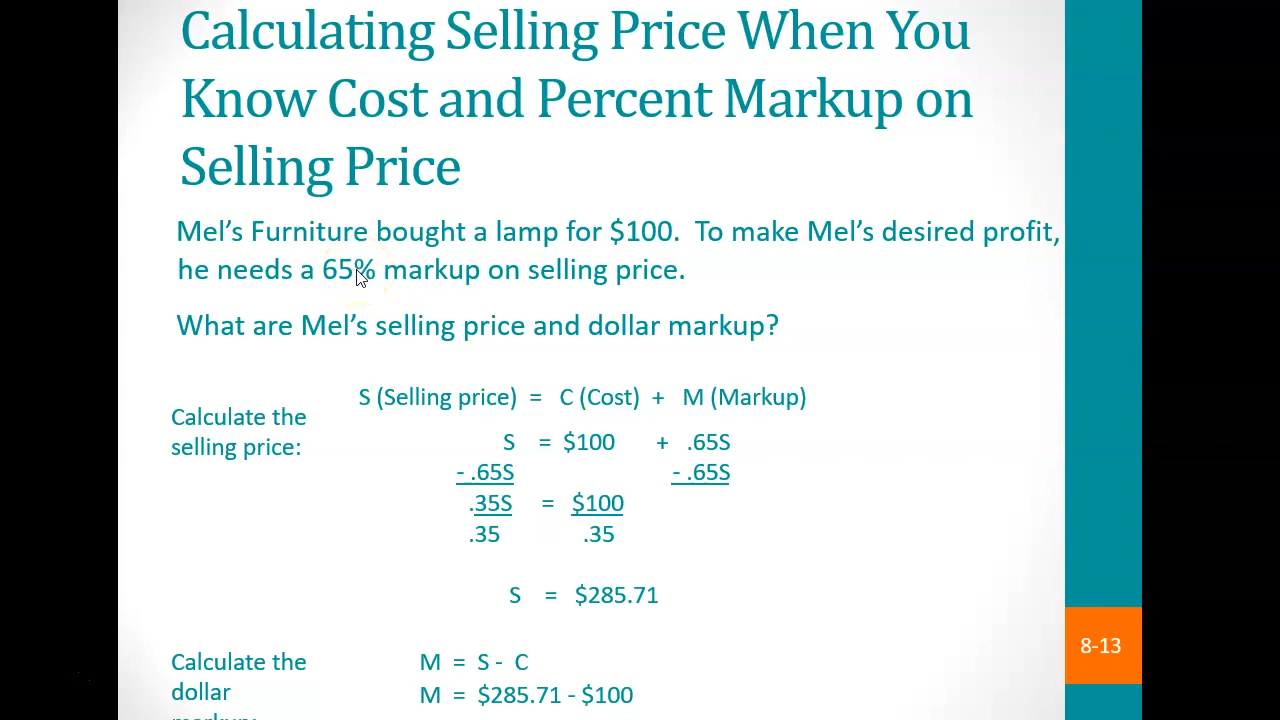 Calculating Selling Price When You
Know Cost and Percent Markup on
Selling Price
Mel's Furniture bought a lamp for $100.  To make Mel's desired profit,
he needs a 65% markup on selling price.
What are Mel's selling price and dollar markup?
Calculate the
selling price:
S (Selling price)  =   C (Cost)  +   M (Markup)
S   =  $100   +  .65S
- .65S   - .65S
.35S   =   $100
.35   .35
S   =   $285.71
8-13
Calculate the
dollar
M  =  S -  C
M  =  $285.71 - $100